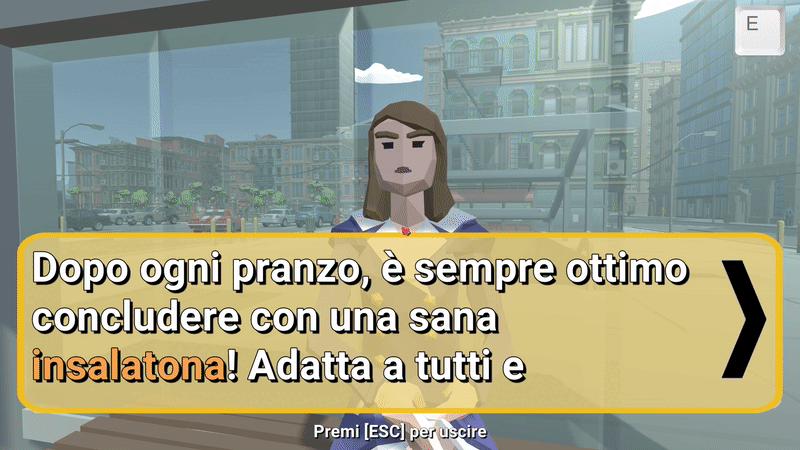 E
Dopo ogni pranzo, è sempre ottimo
concludere con una sana
insalatona! Adatta a tutti e
Premi [ESC] per uscire